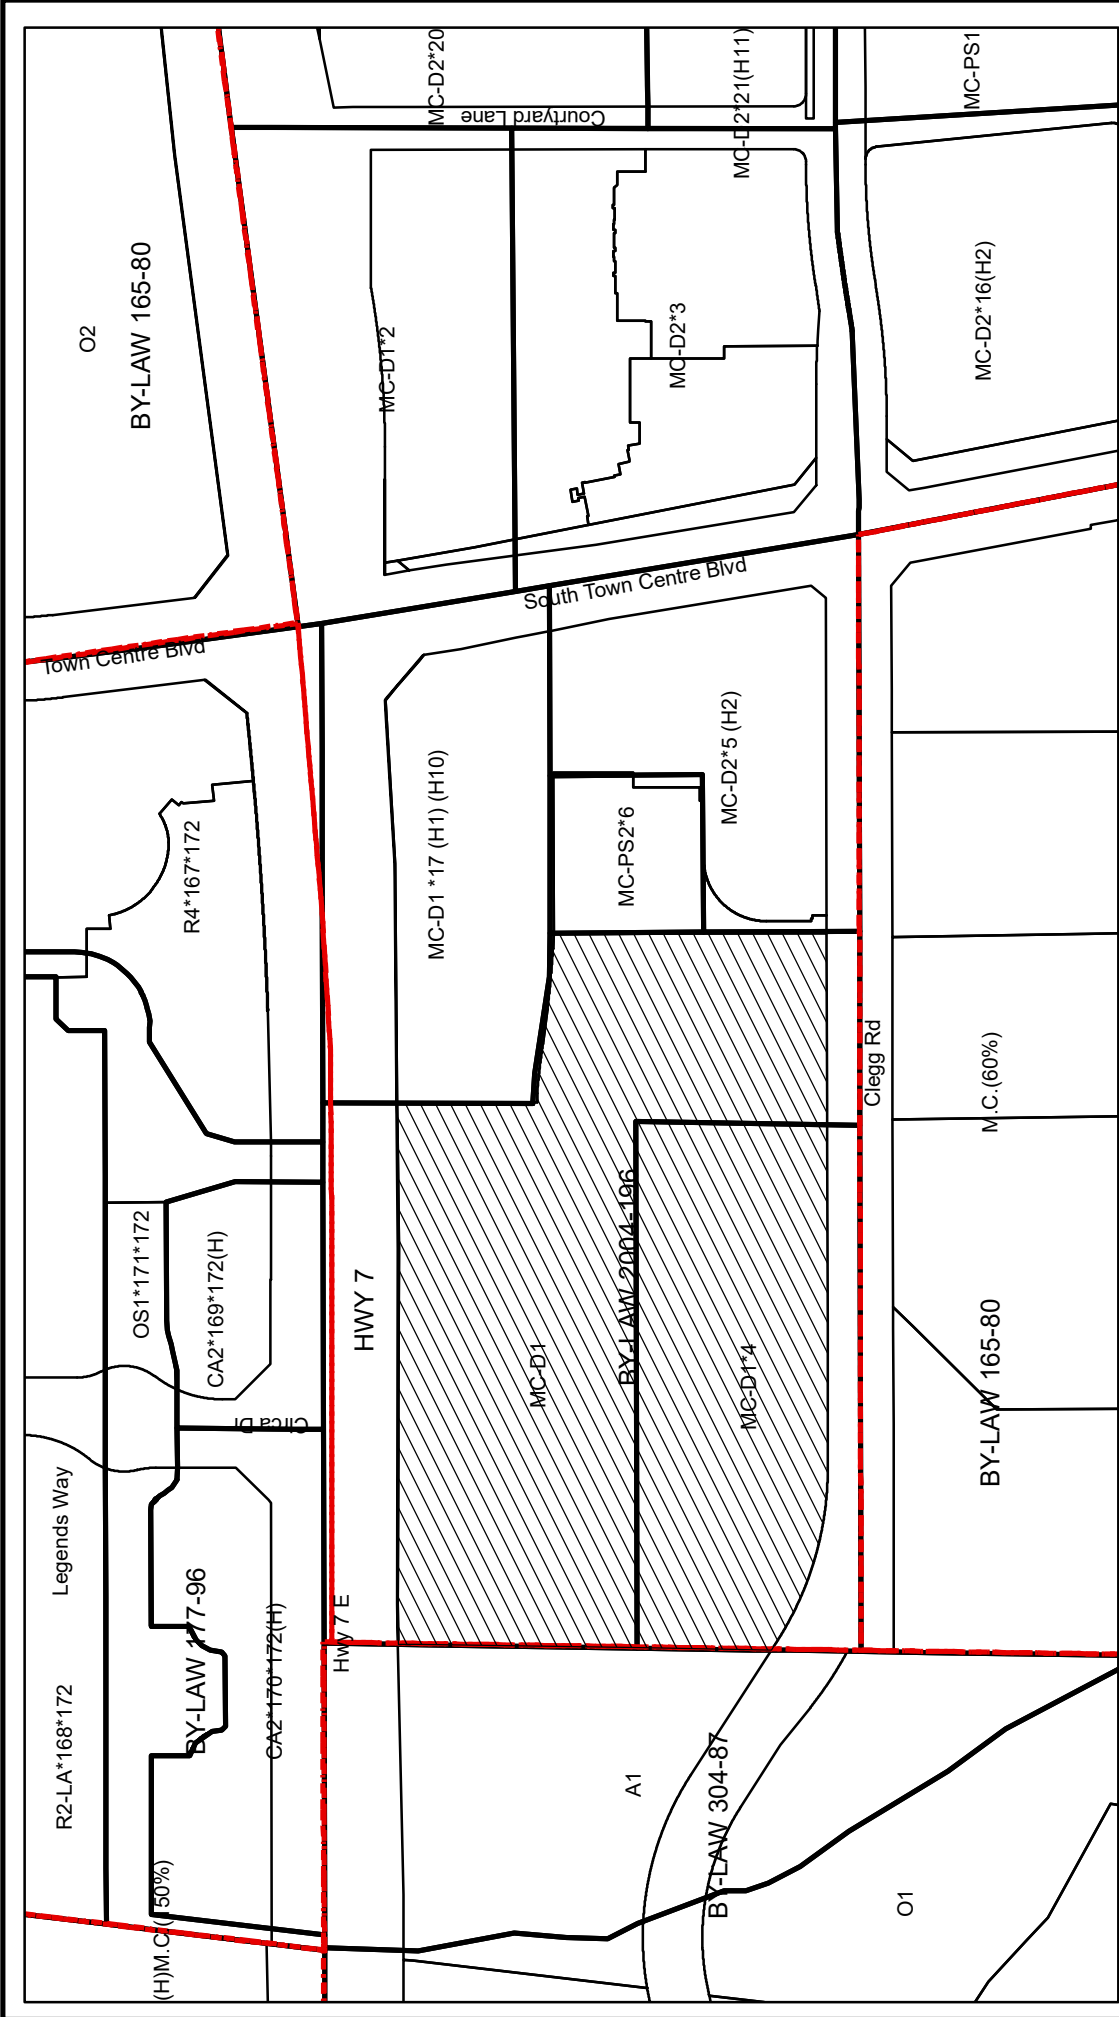 MC-D2*20
MC-D2*21(H11)
MC-PS1
Courtyard Lane
O2
BY-LAW 165-80
MC-D1*2
MC-D2*3
MC-D2*16(H2)
South Town Centre Blvd
Town Centre Blvd
R4*167*172
MC-D1 *17 (H1) (H10)
MC-PS2*6
MC-D2*5 (H2)
Clegg Rd
M.C.(60%)
OS1*171*172
CA2*169*172(H)
HWY 7
MC-D1
BY-LAW 2004-196
MC-D1*4
BY-LAW 165-80
Circa Dr
Legends Way
BY-LAW 177-96
CA2*170*172(H)
Hwy 7 E
R2-LA*168*172
A1
BY-LAW 304-87
(H)M.C.(150%)
O1